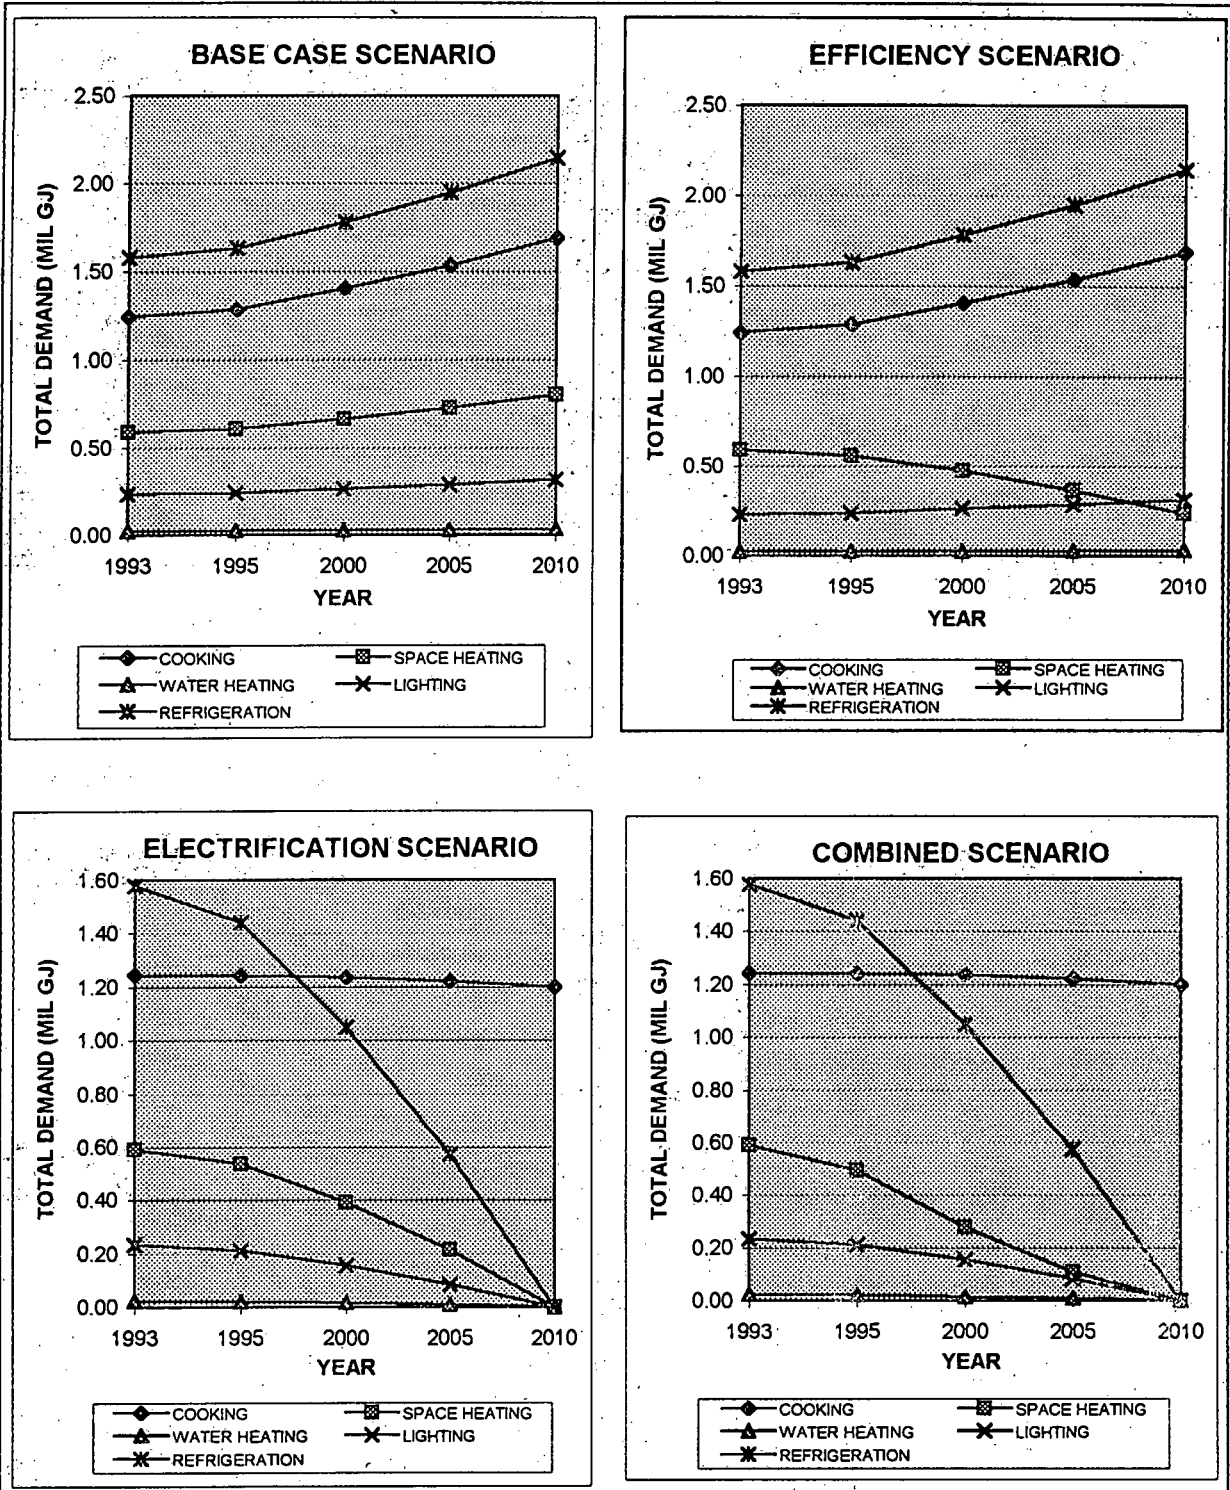 BASE CASE SCENARIO
TOTAL DEMAND (MIL GJ)
2.50
2.00
1.50
1.00
0.50
0.00
1993 1995 2000 2005 2010
YEAR
COOKING SPACE HEATING
WATER HEATING LIGHTING
REFRIGERATION
EFFICIENCY SCENARIO
TOTAL DEMAND (MIL GJ)
2.50
2.00
1.50
1.00
0.50
0.00
1993 1995 2000 2005 2010
YEAR
COOKING SPACE HEATING
WATER HEATING LIGHTING
REFRIGERATION
ELECTRIFICATION SCENARIO
TOTAL DEMAND (MIL GJ)
1.60
1.40
1.20
1.00
0.80
0.60
0.40
0.20
0.00
1993 1995 2000 2005 2010
YEAR
COOKING SPACE HEATING
WATER HEATING LIGHTING
REFRIGERATION
COMBINED SCENARIO
TOTAL DEMAND (MIL GJ)
1.60
1.40
1.20
1.00
0.80
0.60
0.40
0.20
0.00
1993 1995 2000 2005 2010
YEAR
COOKING SPACE HEATING
WATER HEATING LIGHTING
REFRIGERATION